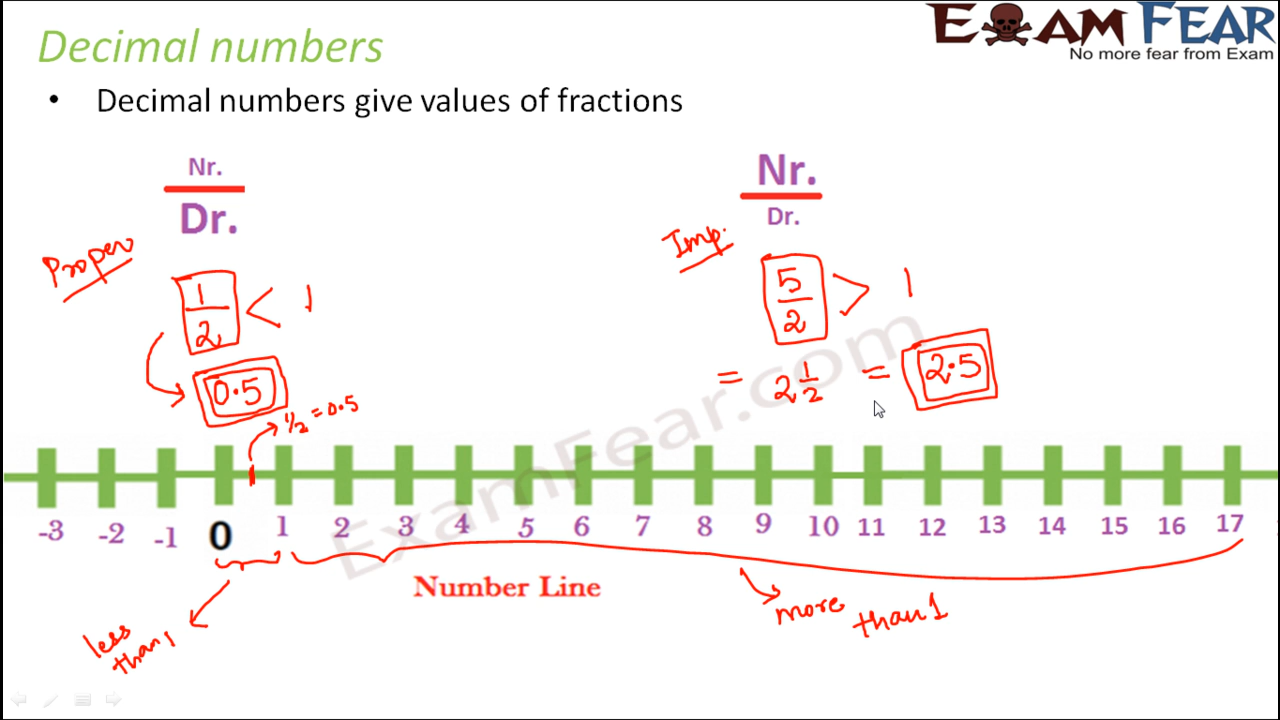 Decimal numbers
EXAM FEAR
No more fear from Exam
• Decimal numbers give values of fractions
Nr.
Dr.
Nr.
Dr.
Proper
Imp.
1/2 < 1
5/2 > 1
0.5
= 2 1/2 = 2.5
1/2 = 0.5
-3 -2 -1 0 1 2 3 4 5 6 7 8 9 10 11 12 13 14 15 16 17
Number Line
less
than 1
more than 1
ExamFear.com